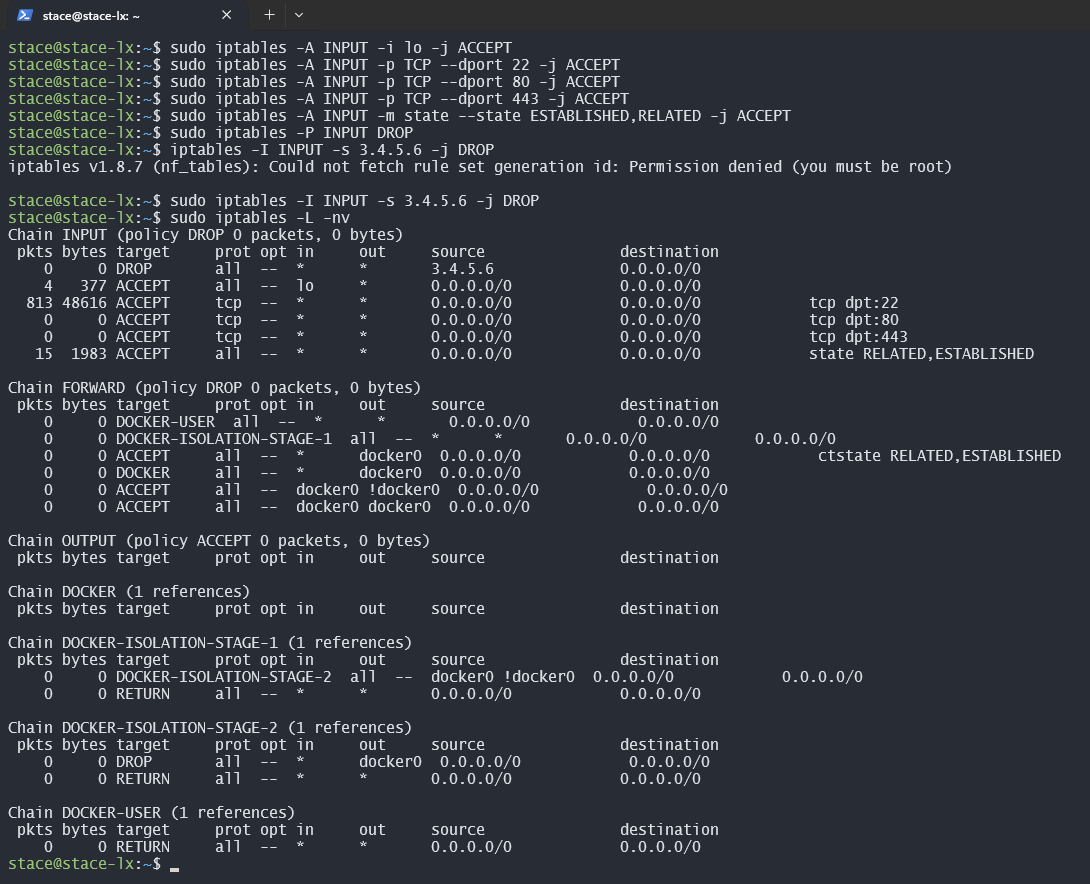 stace@stace-lx: ~
stace@stace-lx:~$ sudo iptables -A INPUT -i lo -j ACCEPT
stace@stace-lx:~$ sudo iptables -A INPUT -p TCP --dport 22 -j ACCEPT
stace@stace-lx:~$ sudo iptables -A INPUT -p TCP --dport 80 -j ACCEPT
stace@stace-lx:~$ sudo iptables -A INPUT -p TCP --dport 443 -j ACCEPT
stace@stace-lx:~$ sudo iptables -A INPUT -m state --state ESTABLISHED,RELATED -j ACCEPT
stace@stace-lx:~$ sudo iptables -P INPUT DROP
stace@stace-lx:~$ iptables -I INPUT -s 3.4.5.6 -j DROP
iptables v1.8.7 (nf_tables): Could not fetch rule set generation id: Permission denied (you must be root)

stace@stace-lx:~$ sudo iptables -I INPUT -s 3.4.5.6 -j DROP
stace@stace-lx:~$ sudo iptables -L -nv
Chain INPUT (policy DROP 0 packets, 0 bytes)
 pkts bytes target     prot opt in     out     source               destination
    0     0 DROP       all  --  *      *       3.4.5.6              0.0.0.0/0
    4   377 ACCEPT     all  --  lo     *       0.0.0.0/0            0.0.0.0/0
  813 48616 ACCEPT     tcp  --  *      *       0.0.0.0/0            0.0.0.0/0            tcp dpt:22
    0     0 ACCEPT     tcp  --  *      *       0.0.0.0/0            0.0.0.0/0            tcp dpt:80
    0     0 ACCEPT     tcp  --  *      *       0.0.0.0/0            0.0.0.0/0            tcp dpt:443
   15  1983 ACCEPT     all  --  *      *       0.0.0.0/0            0.0.0.0/0            state RELATED,ESTABLISHED

Chain FORWARD (policy DROP 0 packets, 0 bytes)
 pkts bytes target     prot opt in     out     source               destination
    0     0 DOCKER-USER  all  --  *      *       0.0.0.0/0            0.0.0.0/0
    0     0 DOCKER-ISOLATION-STAGE-1  all  --  *      *       0.0.0.0/0            0.0.0.0/0
    0     0 ACCEPT     all  --  *      docker0  0.0.0.0/0            0.0.0.0/0            ctstate RELATED,ESTABLISHED
    0     0 DOCKER     all  --  *      docker0  0.0.0.0/0            0.0.0.0/0
    0     0 ACCEPT     all  --  docker0 !docker0  0.0.0.0/0            0.0.0.0/0
    0     0 ACCEPT     all  --  docker0 docker0  0.0.0.0/0            0.0.0.0/0

Chain OUTPUT (policy ACCEPT 0 packets, 0 bytes)
 pkts bytes target     prot opt in     out     source               destination

Chain DOCKER (1 references)
 pkts bytes target     prot opt in     out     source               destination

Chain DOCKER-ISOLATION-STAGE-1 (1 references)
 pkts bytes target     prot opt in     out     source               destination
    0     0 DOCKER-ISOLATION-STAGE-2  all  --  docker0 !docker0  0.0.0.0/0            0.0.0.0/0
    0     0 RETURN     all  --  *      *       0.0.0.0/0            0.0.0.0/0

Chain DOCKER-ISOLATION-STAGE-2 (1 references)
 pkts bytes target     prot opt in     out     source               destination
    0     0 DROP       all  --  *      docker0  0.0.0.0/0            0.0.0.0/0
    0     0 RETURN     all  --  *      *       0.0.0.0/0            0.0.0.0/0

Chain DOCKER-USER (1 references)
 pkts bytes target     prot opt in     out     source               destination
    0     0 RETURN     all  --  *      *       0.0.0.0/0            0.0.0.0/0
stace@stace-lx:~$